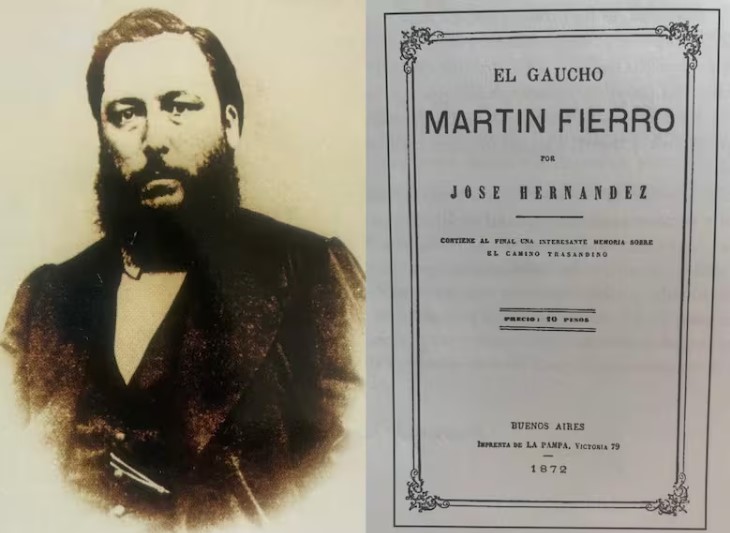 EL GAUCHO
MARTIN FIERRO
POR
JOSE HERNANDEZ
CONTIENE AL FINAL UNA INTERESANTE MEMORIA SOBRE
EL CAMINO TRASANDINO
PRECIO: 10 PESOS
BUENOS AIRES
IMPRENTA DE LA PAMPA, VICTORIA 79
1872